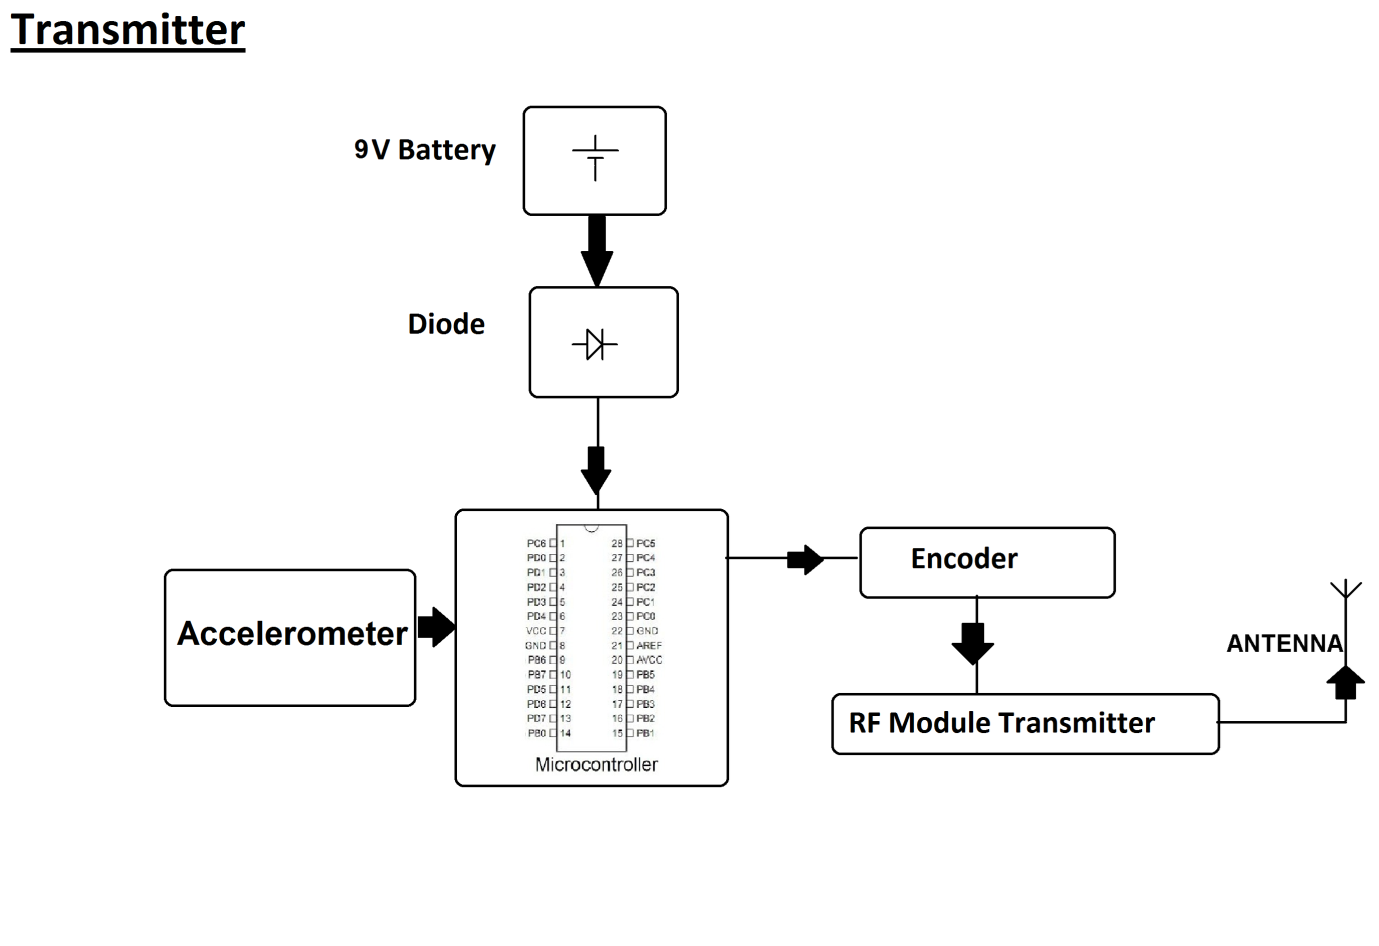 Transmitter
9V Battery
Diode
PC6 1 28 PC5
PD0 2 27 PC4
PD1 3 26 PC3
PD2 4 25 PC2
PD3 5 24 PC1
PD4 6 23 PC0
VCC 7 22 GND
GND 8 21 AREF
PB6 9 20 AVCC
PB7 10 19 PB5
PD5 11 18 PB4
PD6 12 17 PB3
PD7 13 16 PB2
PB0 14 15 PB1
Microcontroller
Accelerometer
Encoder
RF Module Transmitter
ANTENNA